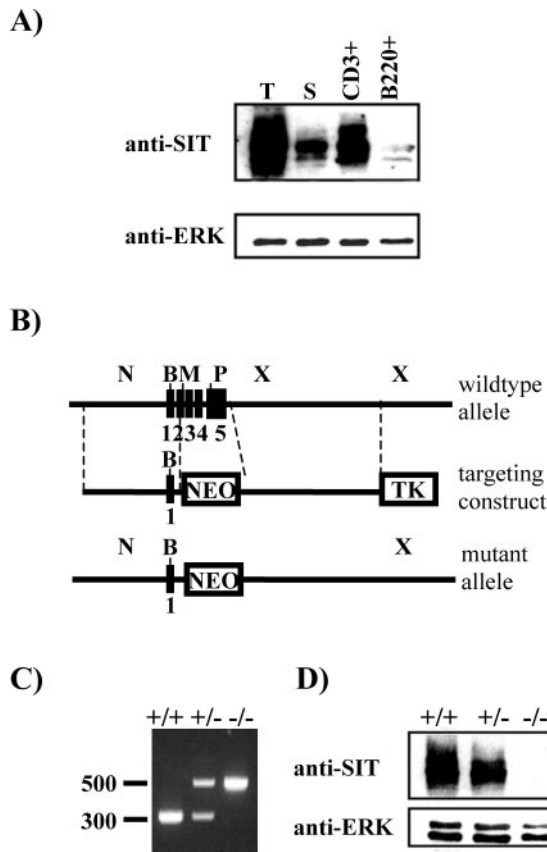 A)
T S CD3+ B220+
anti-SIT
anti-ERK
B)
N B M P X X
wildtype
allele
1 2 3 4 5
B
NEO TK
targeting
construct
1
N B X
mutant
allele
NEO
1
C) D)
+/+ +/- -/- +/+ +/- -/-
500
300
anti-SIT
anti-ERK